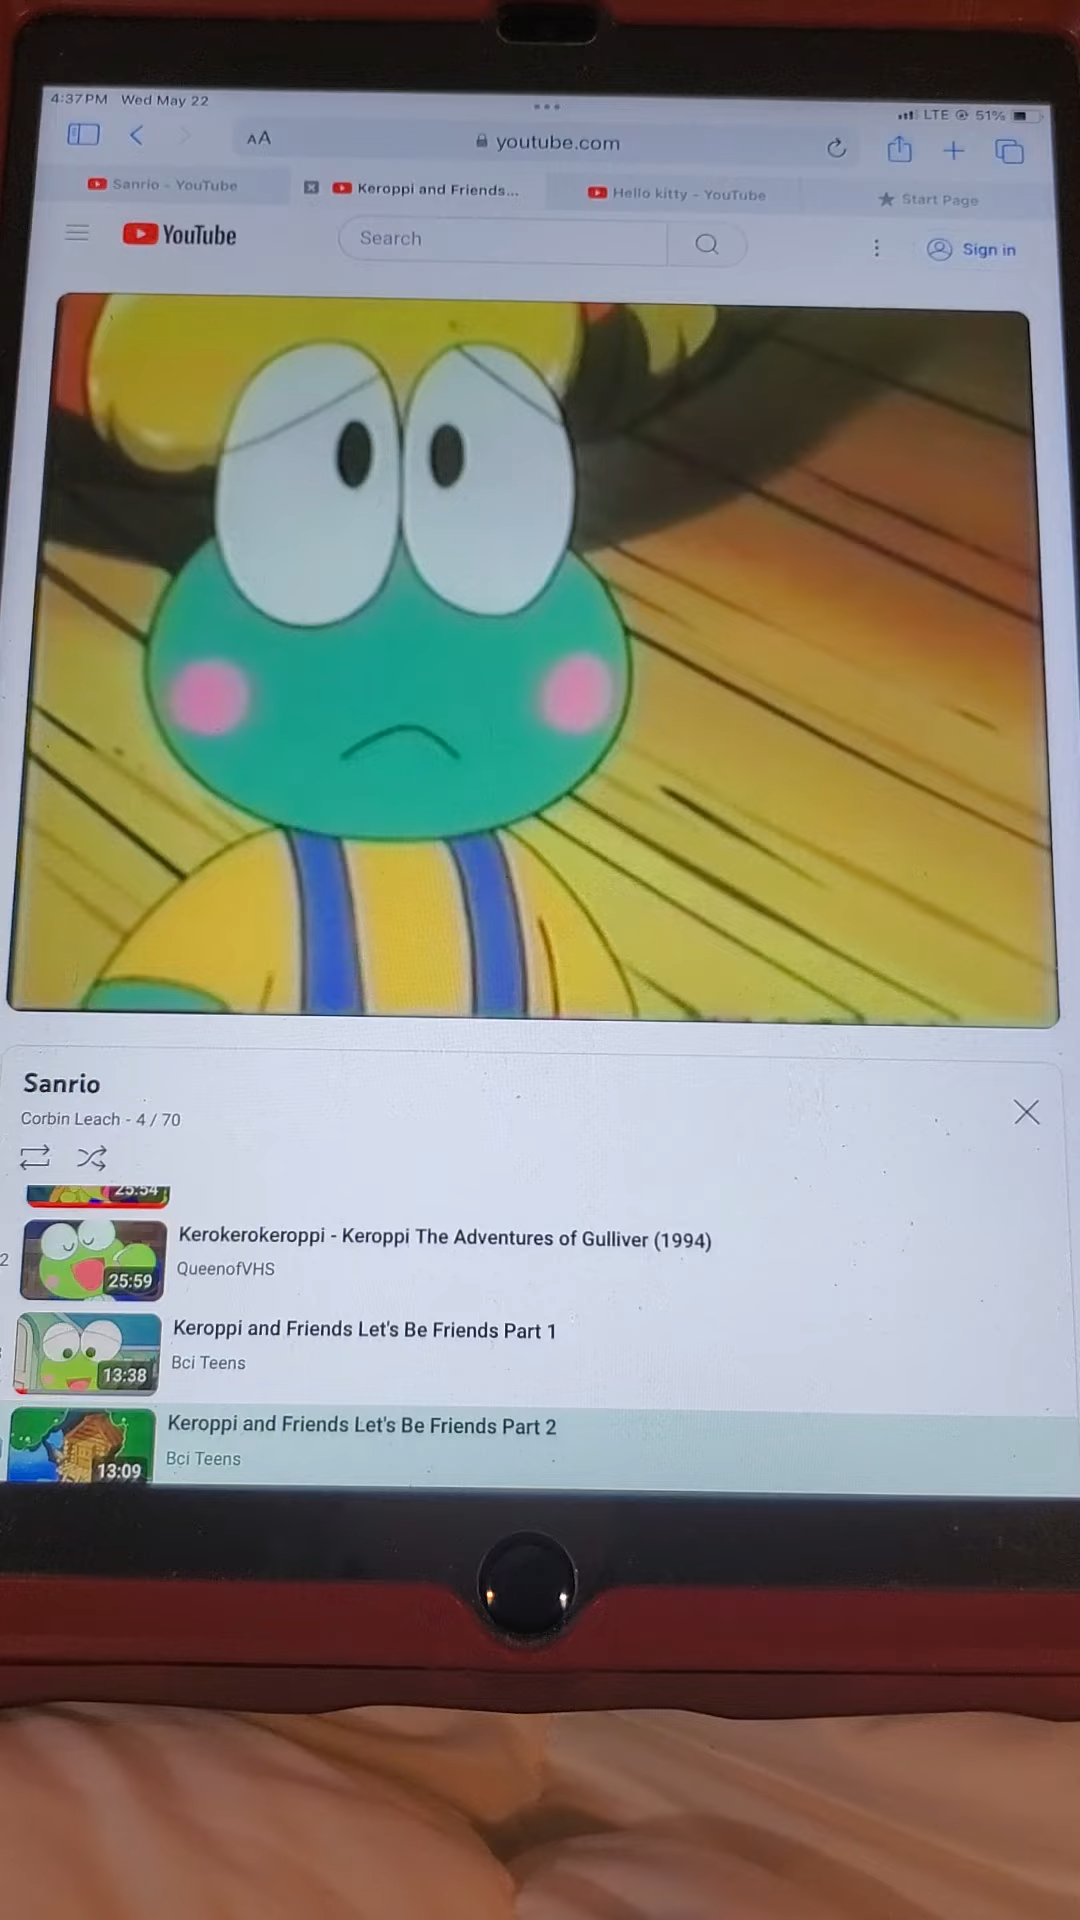 4:37 PM Wed May 22
LTE 51%
AA youtube.com
Sanrio - YouTube
Keroppi and Friends...
Hello kitty - YouTube
Start Page
YouTube
Search
Sign in
Sanrio
Corbin Leach - 4 / 70
25:54
2
Kerokerokeroppi - Keroppi The Adventures of Gulliver (1994)
QueenofVHS
25:59
Keroppi and Friends Let's Be Friends Part 1
Bci Teens
13:38
Keroppi and Friends Let's Be Friends Part 2
Bci Teens
13:09